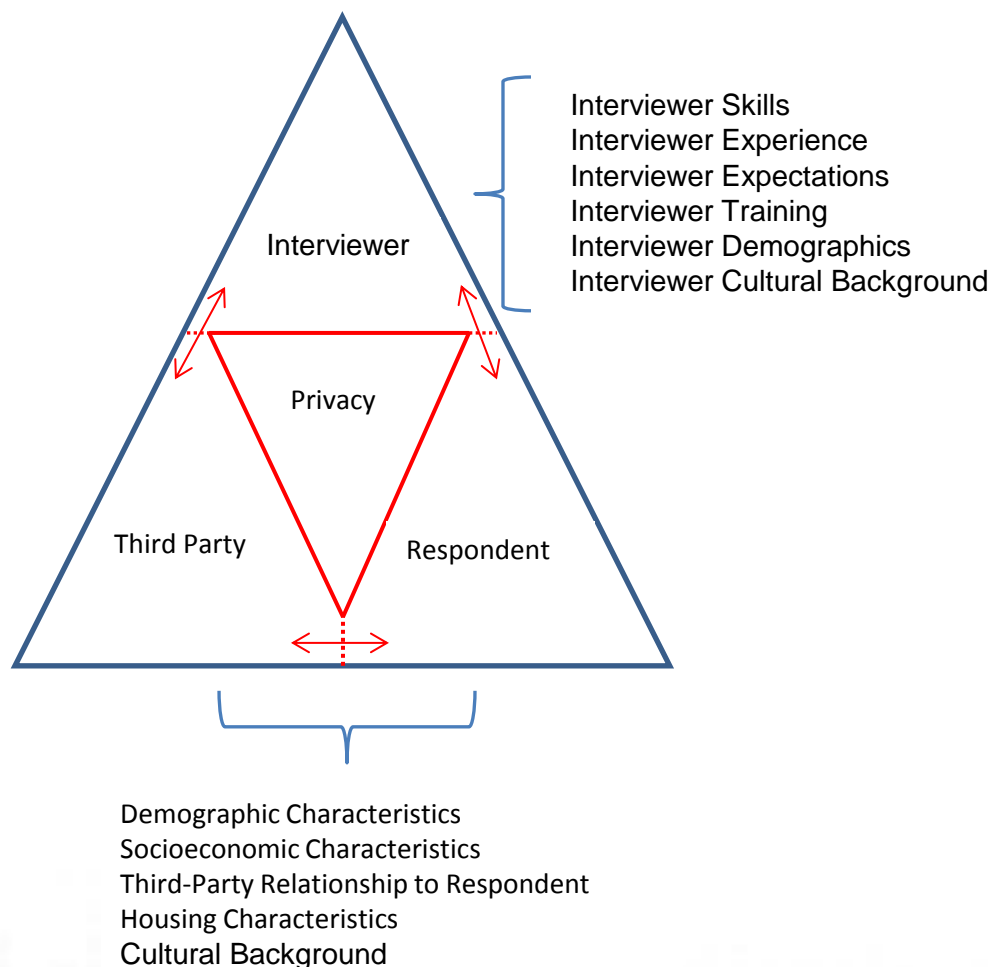 Interviewer Skills
Interviewer Experience
Interviewer Expectations
Interviewer Training
Interviewer Demographics
Interviewer Cultural Background
Interviewer
Privacy
Third Party
Respondent
Demographic Characteristics
Socioeconomic Characteristics
Third-Party Relationship to Respondent
Housing Characteristics
Cultural Background